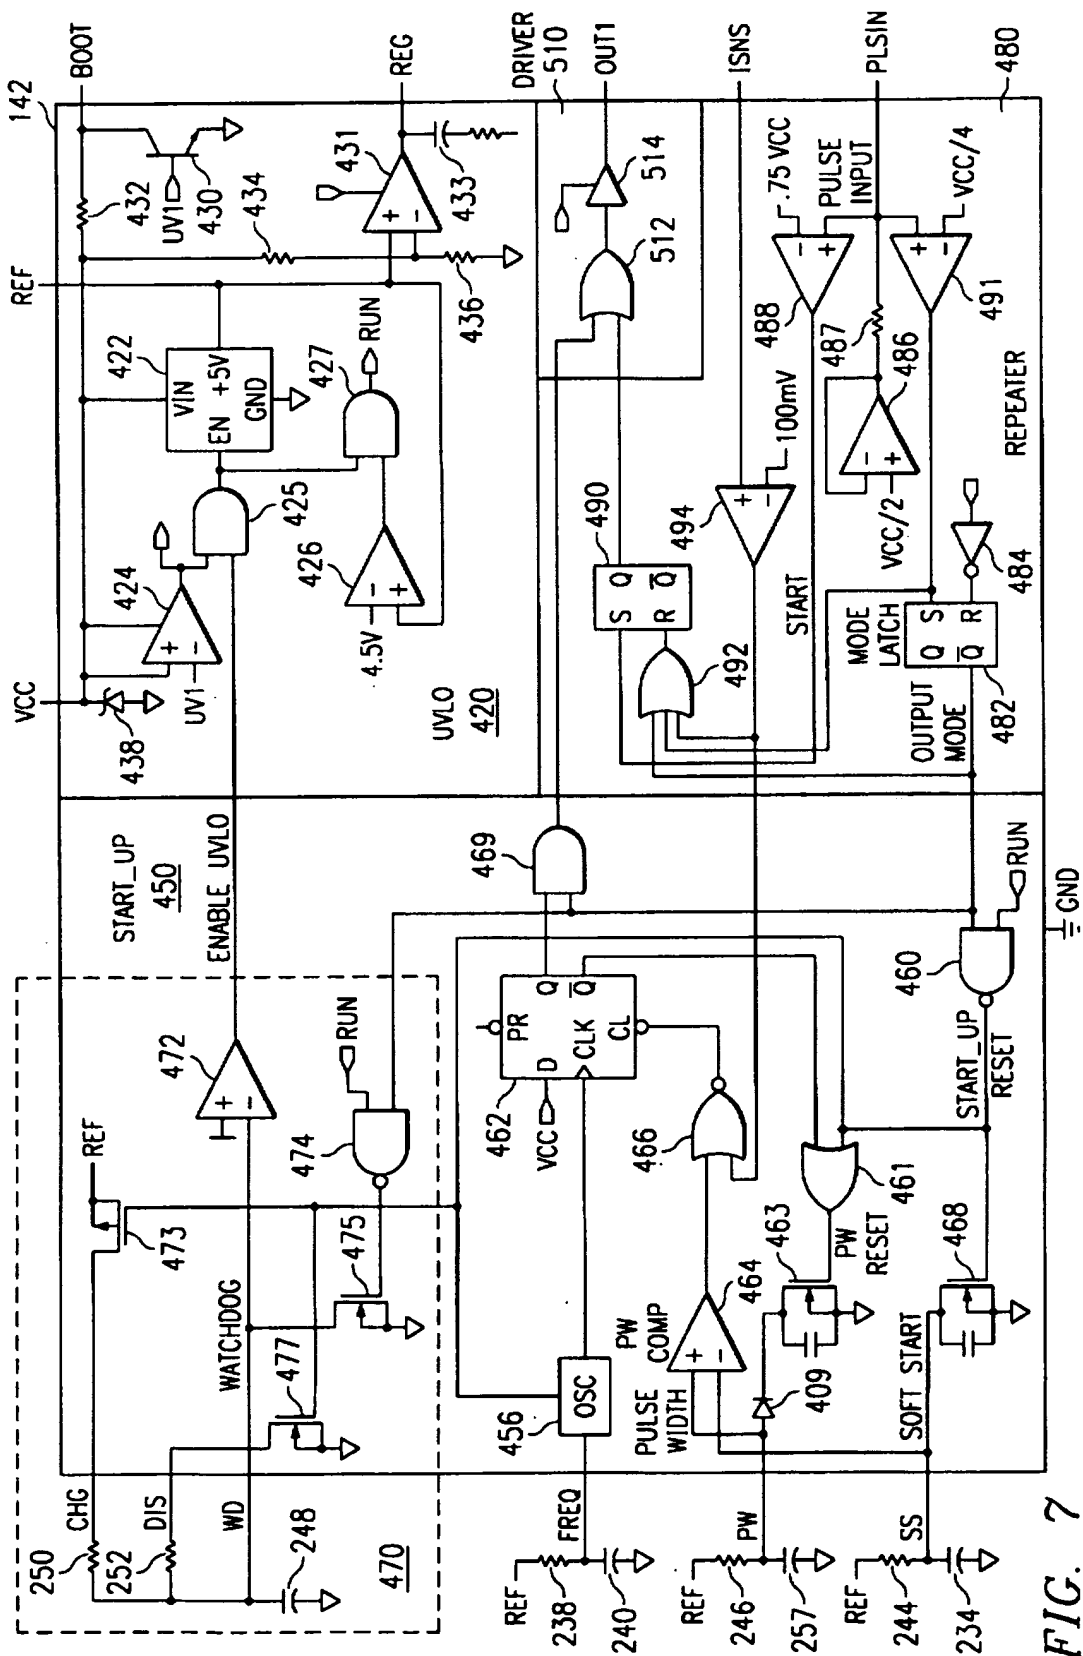 142
BOOT
REG
DRIVER
510
OUT1
ISNS
PLSIN
480
432
UV1
430
431
433
434
436
REF
422
VIN
EN +5V
GND
427
RUN
425
424
426
4.5V
UV1
VCC
438
UVLO
420
514
512
.75 VCC
PULSE
INPUT
VCC/4
488
487
491
486
VCC/2
REPEATER
490
S Q
R Q
494
100mV
492
START
MODE
LATCH
Q S
Q R
484
482
OUTPUT
MODE
START_UP
450
ENABLE UVLO
469
472
REF
473
474
RUN
475
WATCHDOG
477
CHG
DIS
WD
250
252
248
470
462
VCC
PR
D Q
CLK Q
CL
466
460
RUN
GND
START_UP
RESET
461
463
PW
RESET
464
PW
COMP
468
456
OSC
PULSE
WIDTH
409
SOFT START
FREQ
PW
SS
REF
238
240
REF
246
257
REF
244
234
FIG. 7